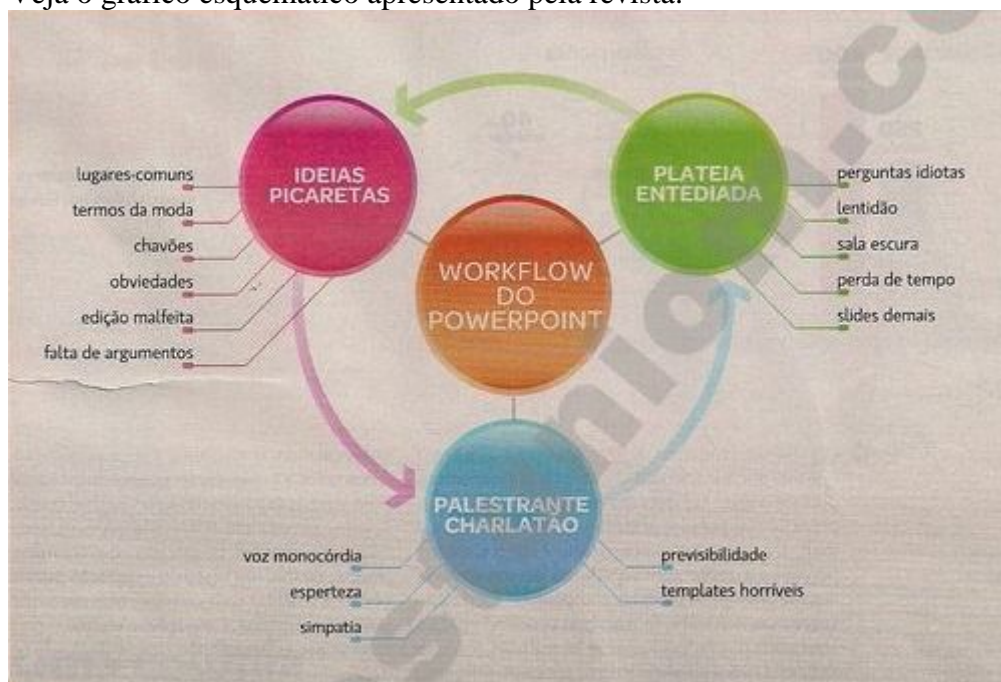 Veja o gráfico esquemático apresentado pela revista:
IDEIAS
PICARETAS
lugares-comuns
termos da moda
chavões
obviedades
edição malfeita
falta de argumentos
PLATEIA
ENTEDIADA
perguntas idiotas
lentidão
sala escura
perda de tempo
slides demais
WORKFLOW
DO
POWERPOINT
PALESTRANTE
CHARLATÃO
voz monocórdia
esperteza
simpatia
previsibilidade
templates horríveis